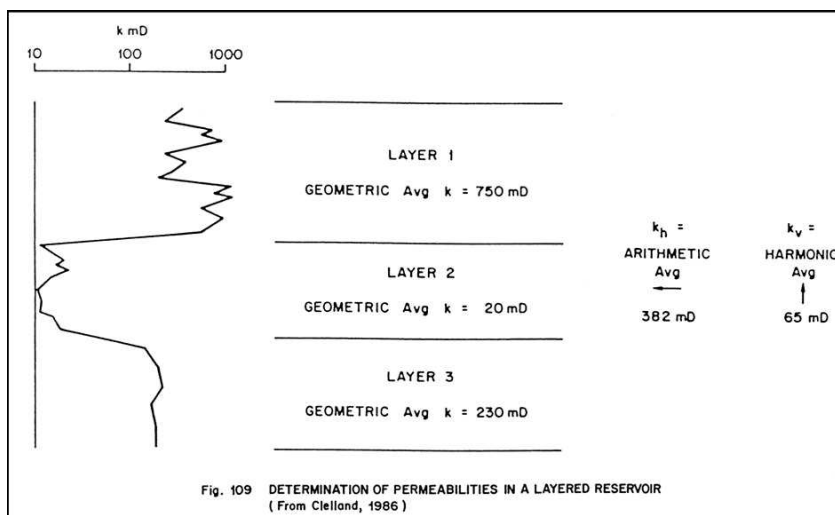 k mD
10 100 1000
LAYER 1
GEOMETRIC Avg k = 750 mD
LAYER 2
GEOMETRIC Avg k = 20 mD
LAYER 3
GEOMETRIC Avg k = 230 mD
kh =
ARITHMETIC
Avg
382 mD
kv =
HARMONIC
Avg
65 mD
Fig. 109 DETERMINATION OF PERMEABILITIES IN A LAYERED RESERVOIR
( From Clelland, 1986 )